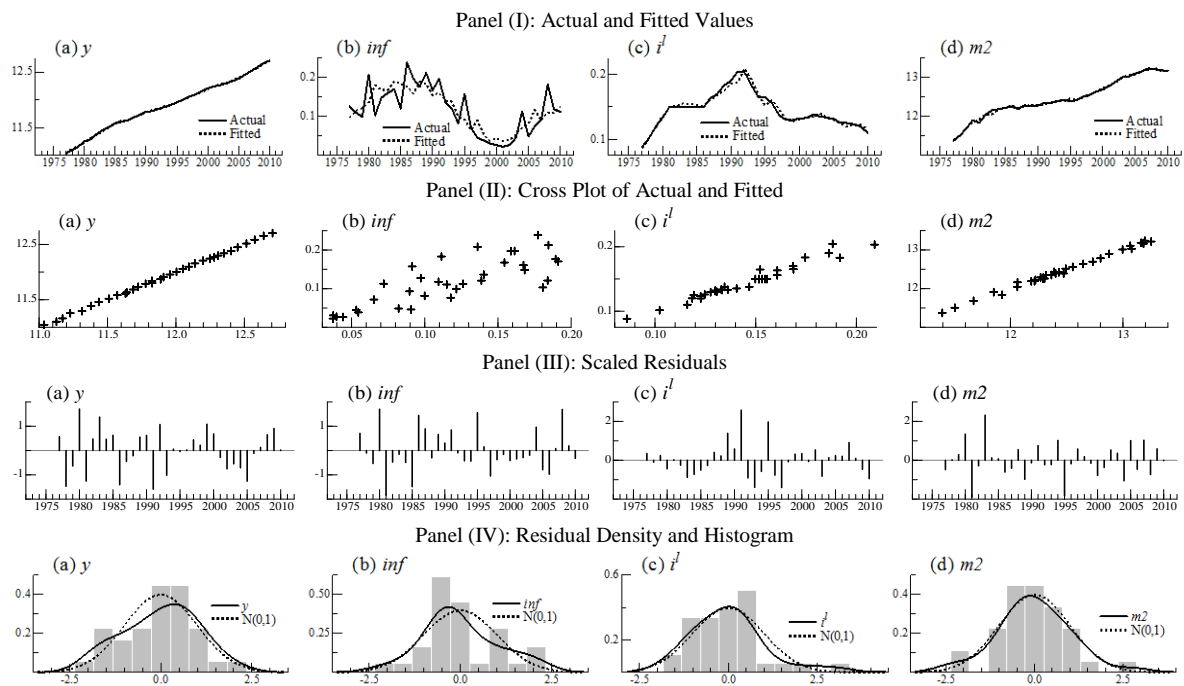 Panel (I): Actual and Fitted Values
(a) y (b) inf (c) i^l (d) m2
12.5 11.5 Actual Fitted 1975 1980 1985 1990 1995 2000 2005 2010
0.2 0.1 Actual Fitted 1975 1980 1985 1990 1995 2000 2005 2010
0.2 0.1 Actual Fitted 1975 1980 1985 1990 1995 2000 2005 2010
13 12 Actual Fitted 1975 1980 1985 1990 1995 2000 2005 2010
Panel (II): Cross Plot of Actual and Fitted
(a) y (b) inf (c) i^l (d) m2
12.5 11.5 11.0 11.5 12.0 12.5
0.2 0.1 0.05 0.10 0.15 0.20
0.2 0.1 0.10 0.15 0.20
13 12 12 13
Panel (III): Scaled Residuals
(a) y (b) inf (c) i^l (d) m2
1 -1 1975 1980 1985 1990 1995 2000 2005 2010
1 -1 1975 1980 1985 1990 1995 2000 2005 2010
2 0 1975 1980 1985 1990 1995 2000 2005 2010
2 0 1975 1980 1985 1990 1995 2000 2005 2010
Panel (IV): Residual Density and Histogram
(a) y (b) inf (c) i^l (d) m2
0.4 0.2 y N(0,1) -2.5 0.0 2.5
0.50 0.25 inf N(0,1) -2.5 0.0 2.5
0.4 0.2 i^l N(0,1) -2.5 0.0 2.5
0.4 0.2 m2 N(0,1) -2.5 0.0 2.5